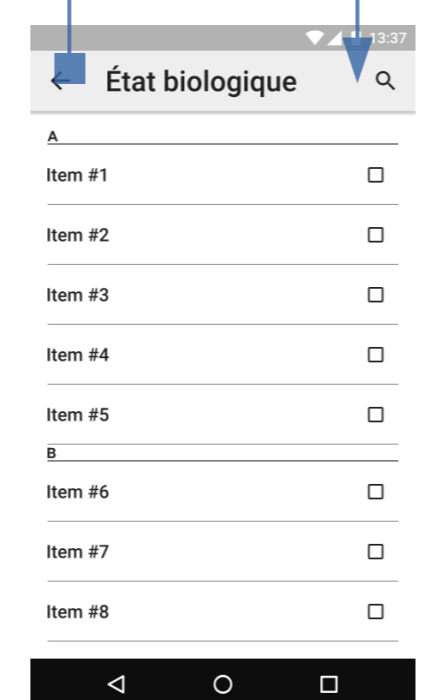 13:37
État biologique
A
Item #1
Item #2
Item #3
Item #4
Item #5
B
Item #6
Item #7
Item #8